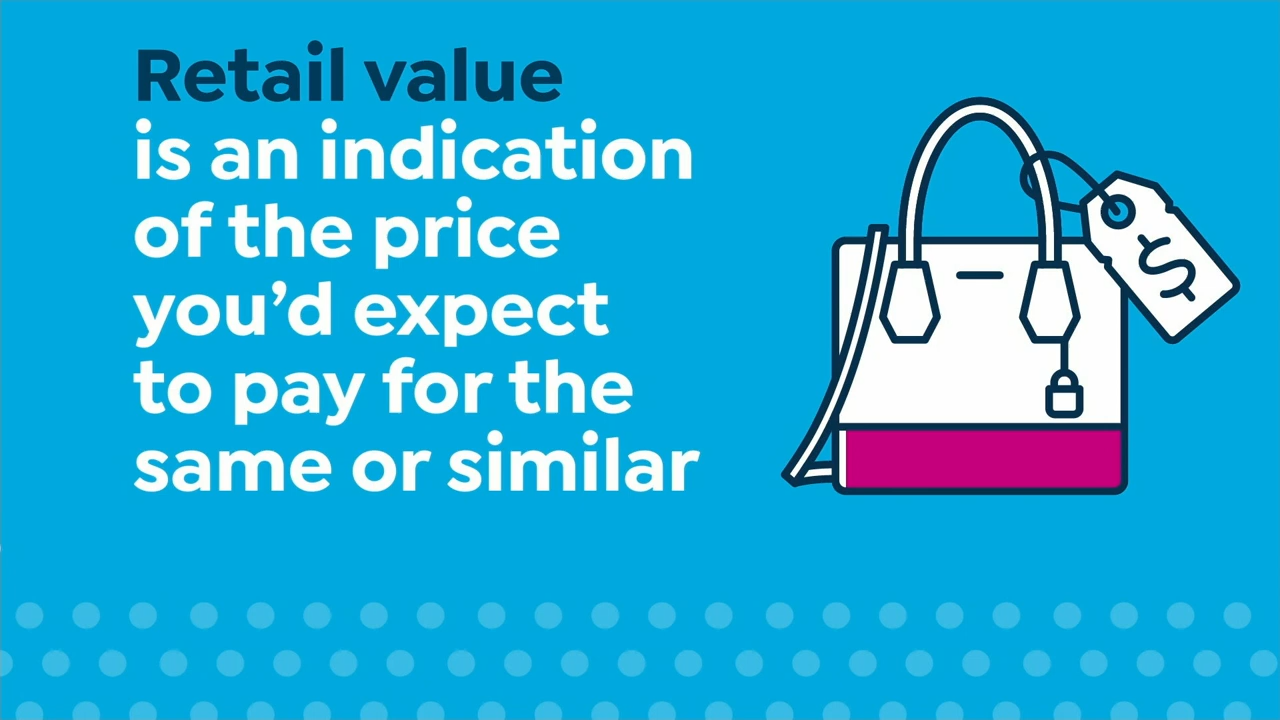 Retail value
is an indication
of the price
you’d expect
to pay for the
same or similar
$